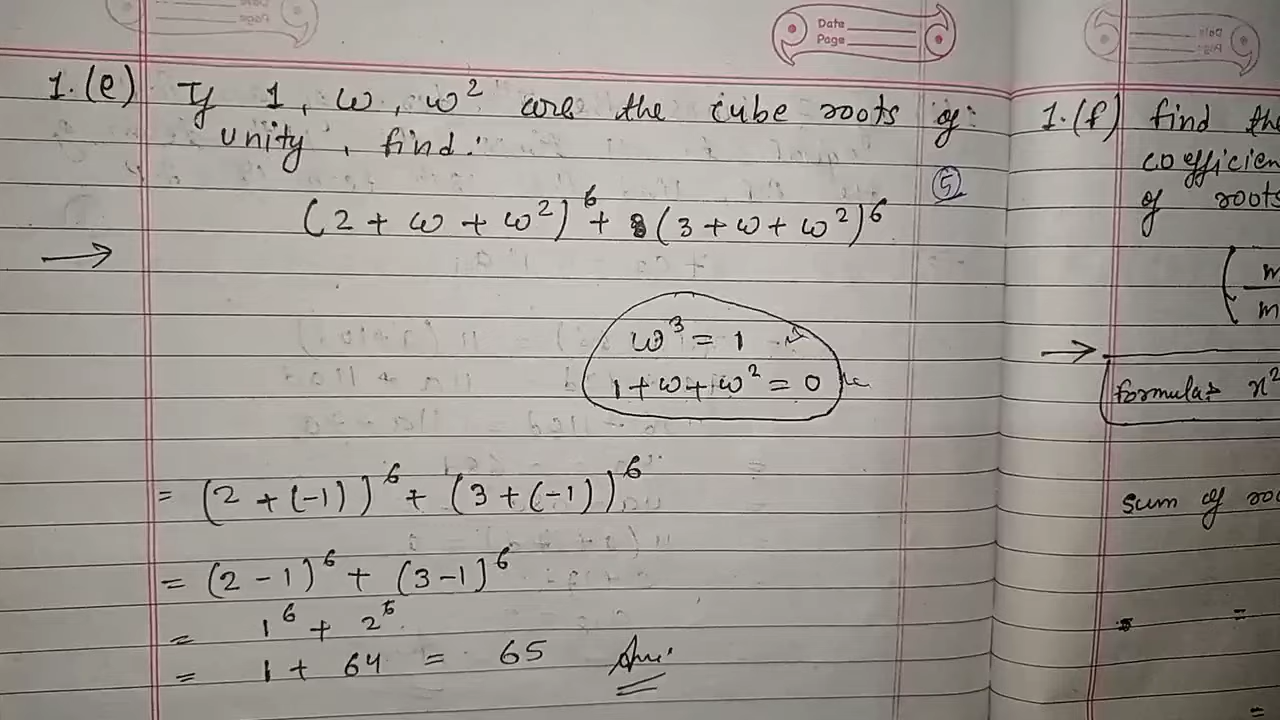 Date
Page
1.(e) If 1, ω, ω² are the cube roots of
unity, find:
(2 + ω + ω²)⁶ + (3 + ω + ω²)⁶
⑤
→
ω³ = 1
1 + ω + ω² = 0
= (2 + (-1))⁶ + (3 + (-1))⁶
= (2 - 1)⁶ + (3 - 1)⁶
= 1⁶ + 2⁶
= 1 + 64 = 65 Ans.
1.(f) find the
coefficien
of roots
(m
m
→
formula→ x²
sum of roo
=
=